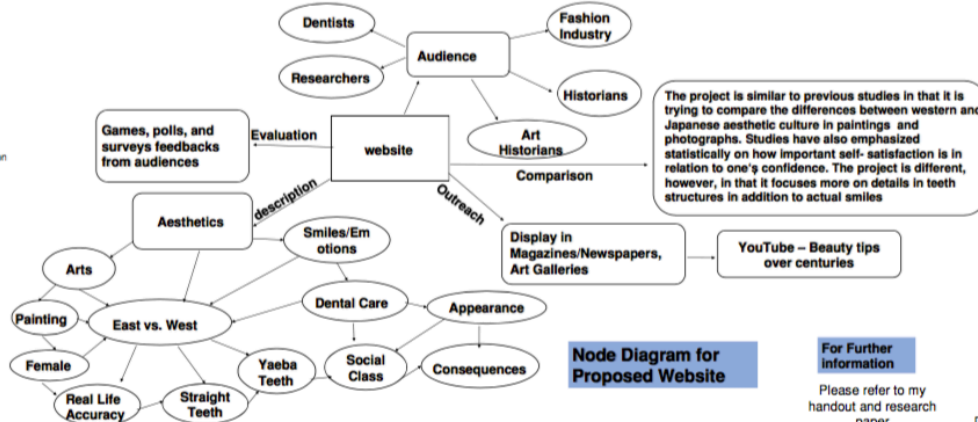 Dentists
Fashion
Industry
Audience
Researchers
Historians
Art
Historians
Games, polls, and
surveys feedbacks
from audiences
Evaluation
website
Comparison
The project is similar to previous studies in that it is
trying to compare the differences between western and
Japanese aesthetic culture in paintings and
photographs. Studies have also emphasized
statistically on how important self- satisfaction is in
relation to one's confidence. The project is different,
however, in that it focuses more on details in teeth
structures in addition to actual smiles
description
Outreach
Aesthetics
Smiles/Em
otions
Display in
Magazines/Newspapers,
Art Galleries
YouTube – Beauty tips
over centuries
Arts
Dental Care
Appearance
Painting
East vs. West
Female
Yaeba
Teeth
Social
Class
Consequences
Real Life
Accuracy
Straight
Teeth
Node Diagram for
Proposed Website
For Further
information
Please refer to my
handout and research
paper